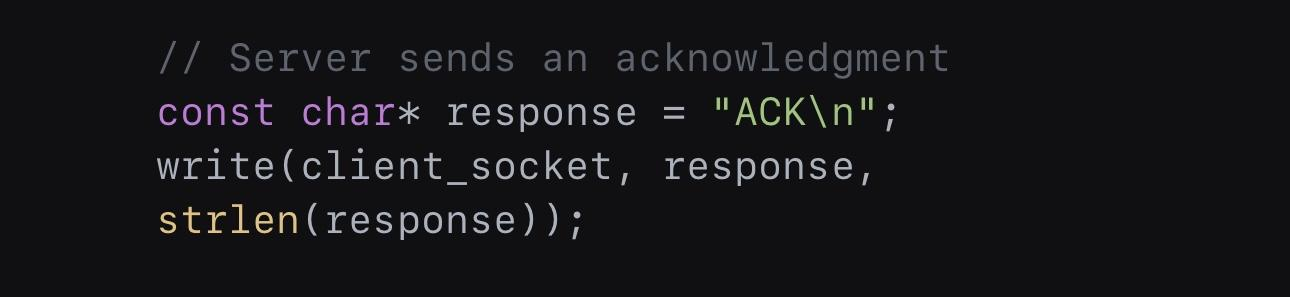 // Server sends an acknowledgment
const char* response = "ACK\n";
write(client_socket, response,
strlen(response));